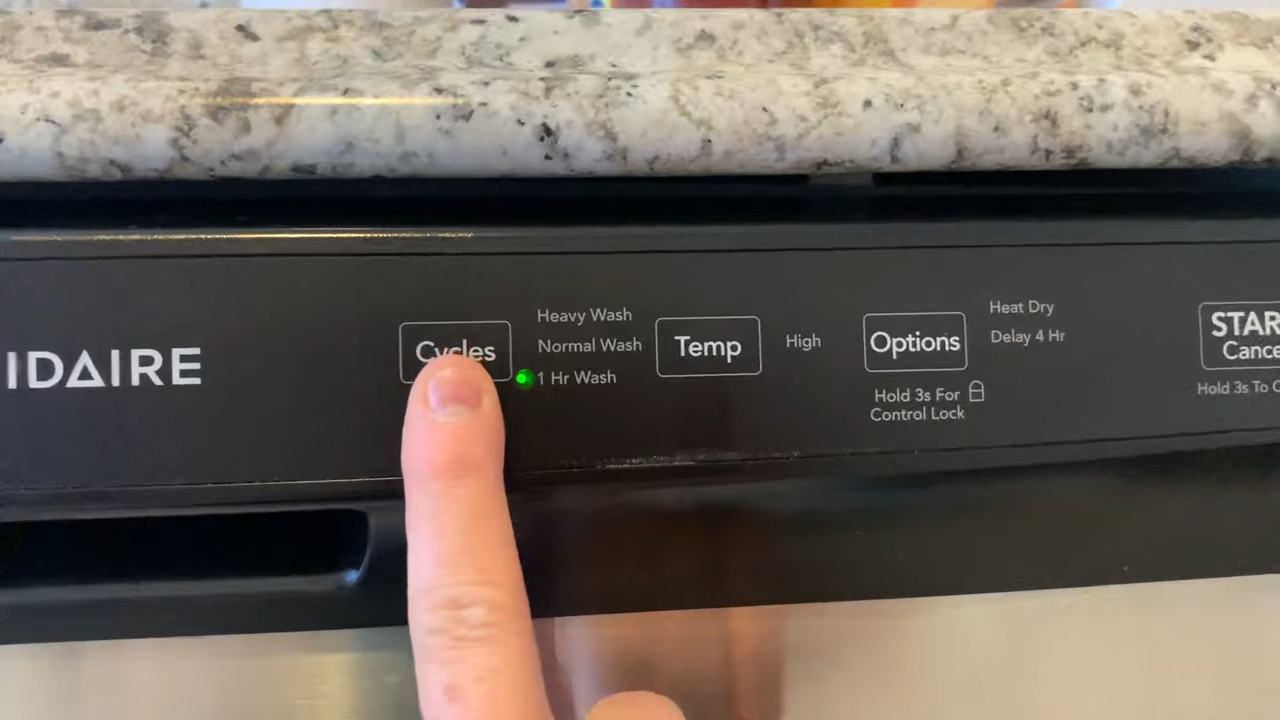 IDAIRE
Cycles
Heavy Wash
Normal Wash
1 Hr Wash
Temp
High
Options
Hold 3s For
Control Lock
Heat Dry
Delay 4 Hr
STAR
Cance
Hold 3s To C